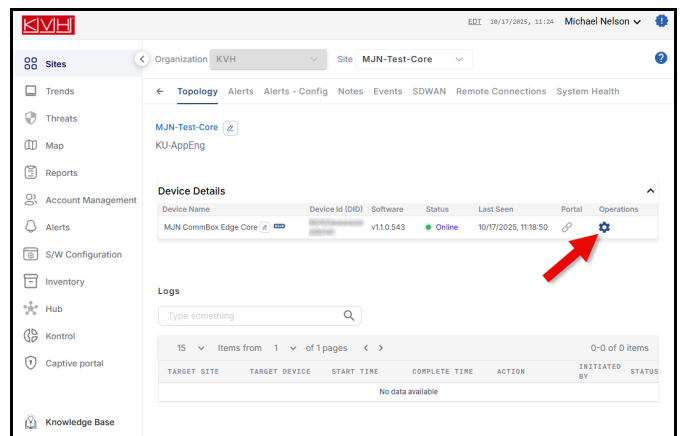 KVH
EDT 10/17/2025, 11:24 Michael Nelson
Sites
Organization KVH Site MJN-Test-Core
Trends
Topology Alerts Alerts - Config Notes Events SDWAN Remote Connections System Health
Threats
MJN-Test-Core
Map
KU-AppEng
Reports
Account Management
Device Details
Device Name Device Id (DID) Software Status Last Seen Portal Operations
Alerts
MJN CommBox Edge Core v1.1.0.543 Online 10/17/2025, 11:18:50
S/W Configuration
Inventory
Logs
Hub
Type something
Kontrol
15 Items from 1 of 1 pages 0-0 of 0 items
Captive portal
TARGET SITE TARGET DEVICE START TIME COMPLETE TIME ACTION INITIATED BY STATUS
No data available
Knowledge Base